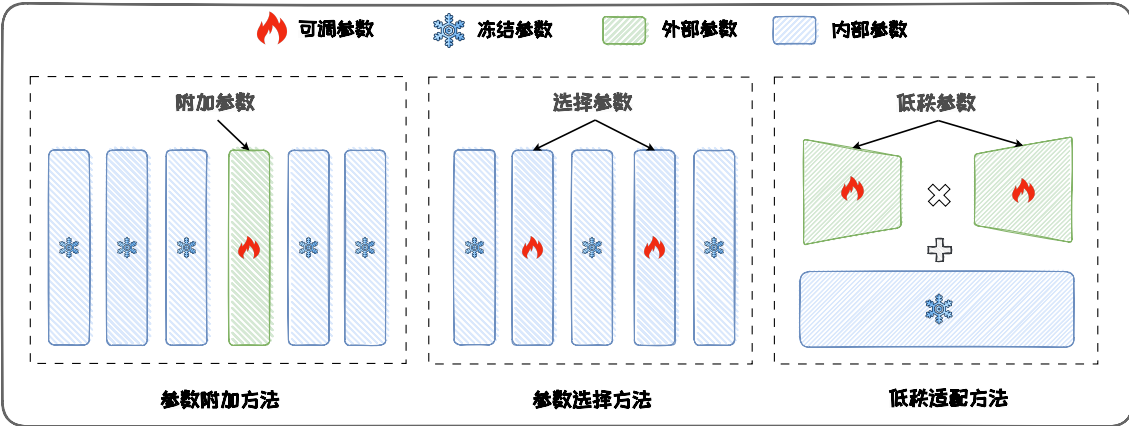 可调参数 冻结参数 外部参数 内部参数
附加参数 选择参数 低秩参数
参数附加方法 参数选择方法 低秩适配方法